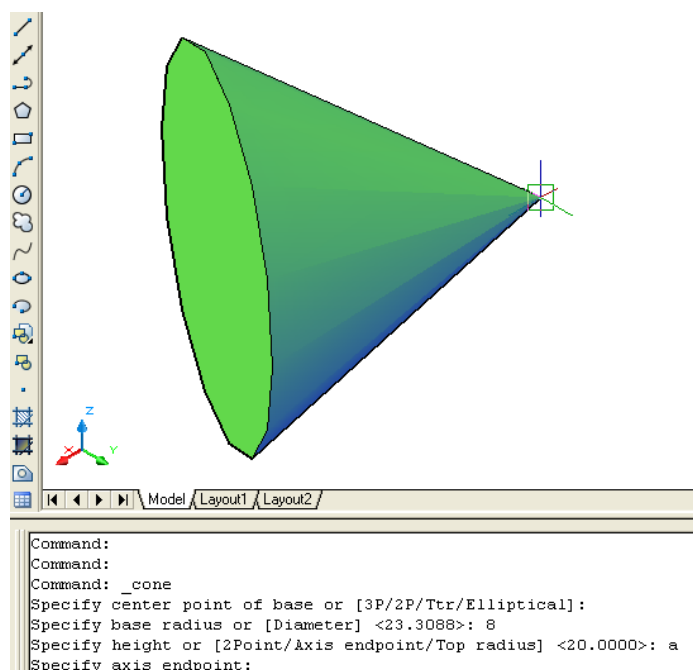 Z
X
Y
Model Layout1 Layout2
Command:
Command:
Command: _cone
Specify center point of base or [3P/2P/Ttr/Elliptical]:
Specify base radius or [Diameter] <23.3088>: 8
Specify height or [2Point/Axis endpoint/Top radius] <20.0000>: a
Specify axis endpoint: